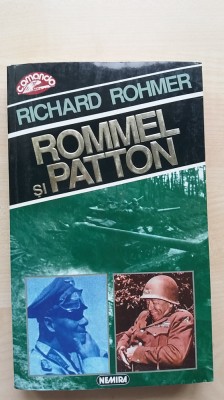 comando
RICHARD ROHMER
ROMMEL
ȘI PATTON
NEMIRA